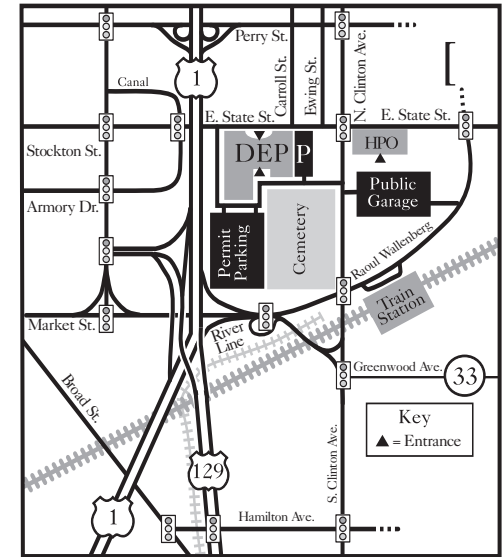 Perry St.
1
Carroll St.
Ewing St.
N. Clinton Ave.
Canal
E. State St.
E. State St.
Stockton St.
DEP
P
HPO
Public
Garage
Armory Dr.
Permit
Parking
Cemetery
Raoul Wallenberg
Train
Station
Market St.
River
Line
Greenwood Ave.
33
Broad St.
Key
▲ = Entrance
S. Clinton Ave.
129
1
Hamilton Ave.